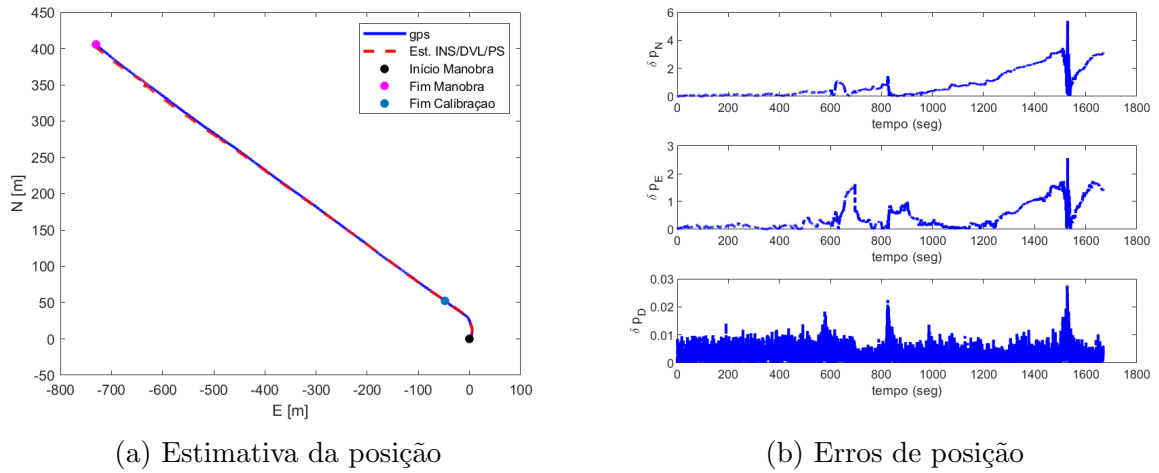 450
400
350
300
250
200
150
100
50
0
-50
N [m]
-800 -700 -600 -500 -400 -300 -200 -100 0 100
E [m]
gps
Est. INS/DVL/PS
Início Manobra
Fim Manobra
Fim Calibraçao
(a) Estimativa da posição
6
4
2
0
δ p_N
0 200 400 600 800 1000 1200 1400 1600 1800
tempo (seg)
3
2
1
0
δ p_E
0 200 400 600 800 1000 1200 1400 1600 1800
tempo (seg)
0.03
0.02
0.01
0
δ p_D
0 200 400 600 800 1000 1200 1400 1600 1800
tempo (seg)
(b) Erros de posição